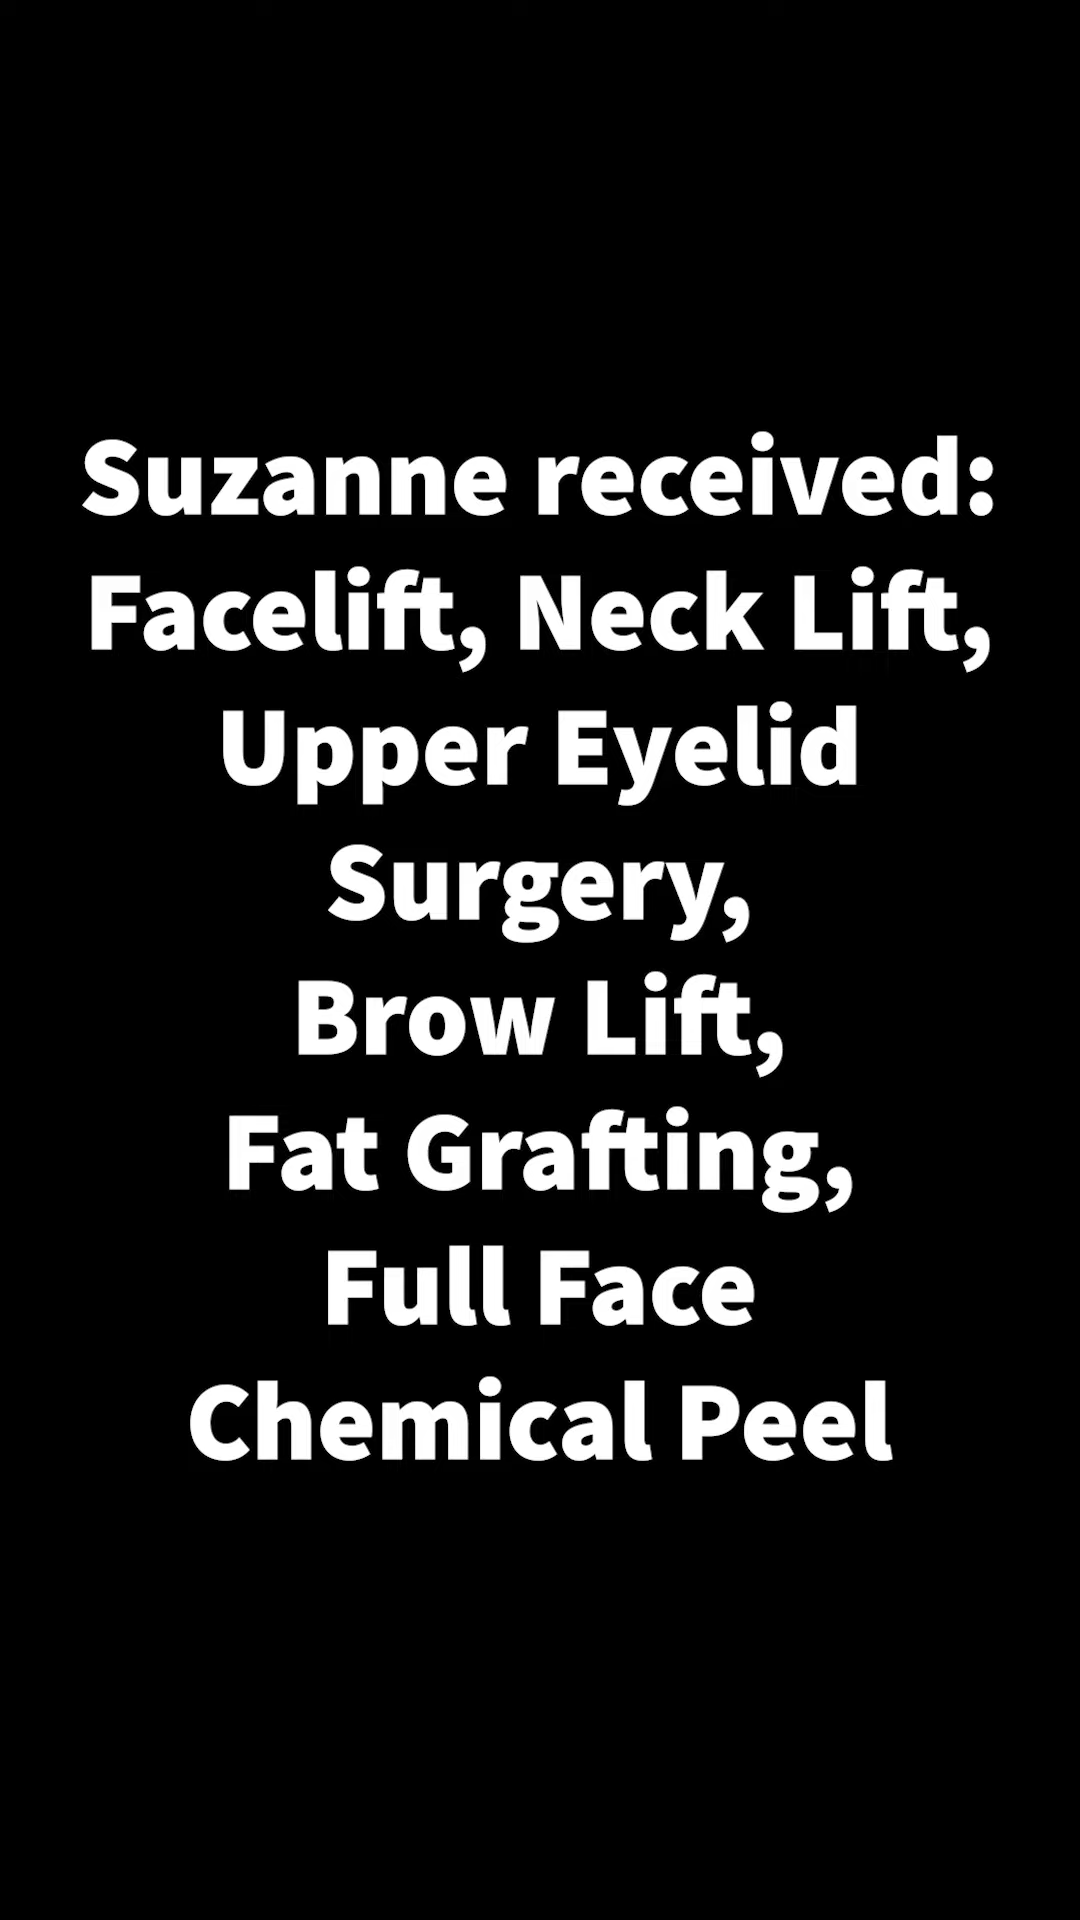 Suzanne received:
Facelift, Neck Lift,
Upper Eyelid
Surgery,
Brow Lift,
Fat Grafting,
Full Face
Chemical Peel